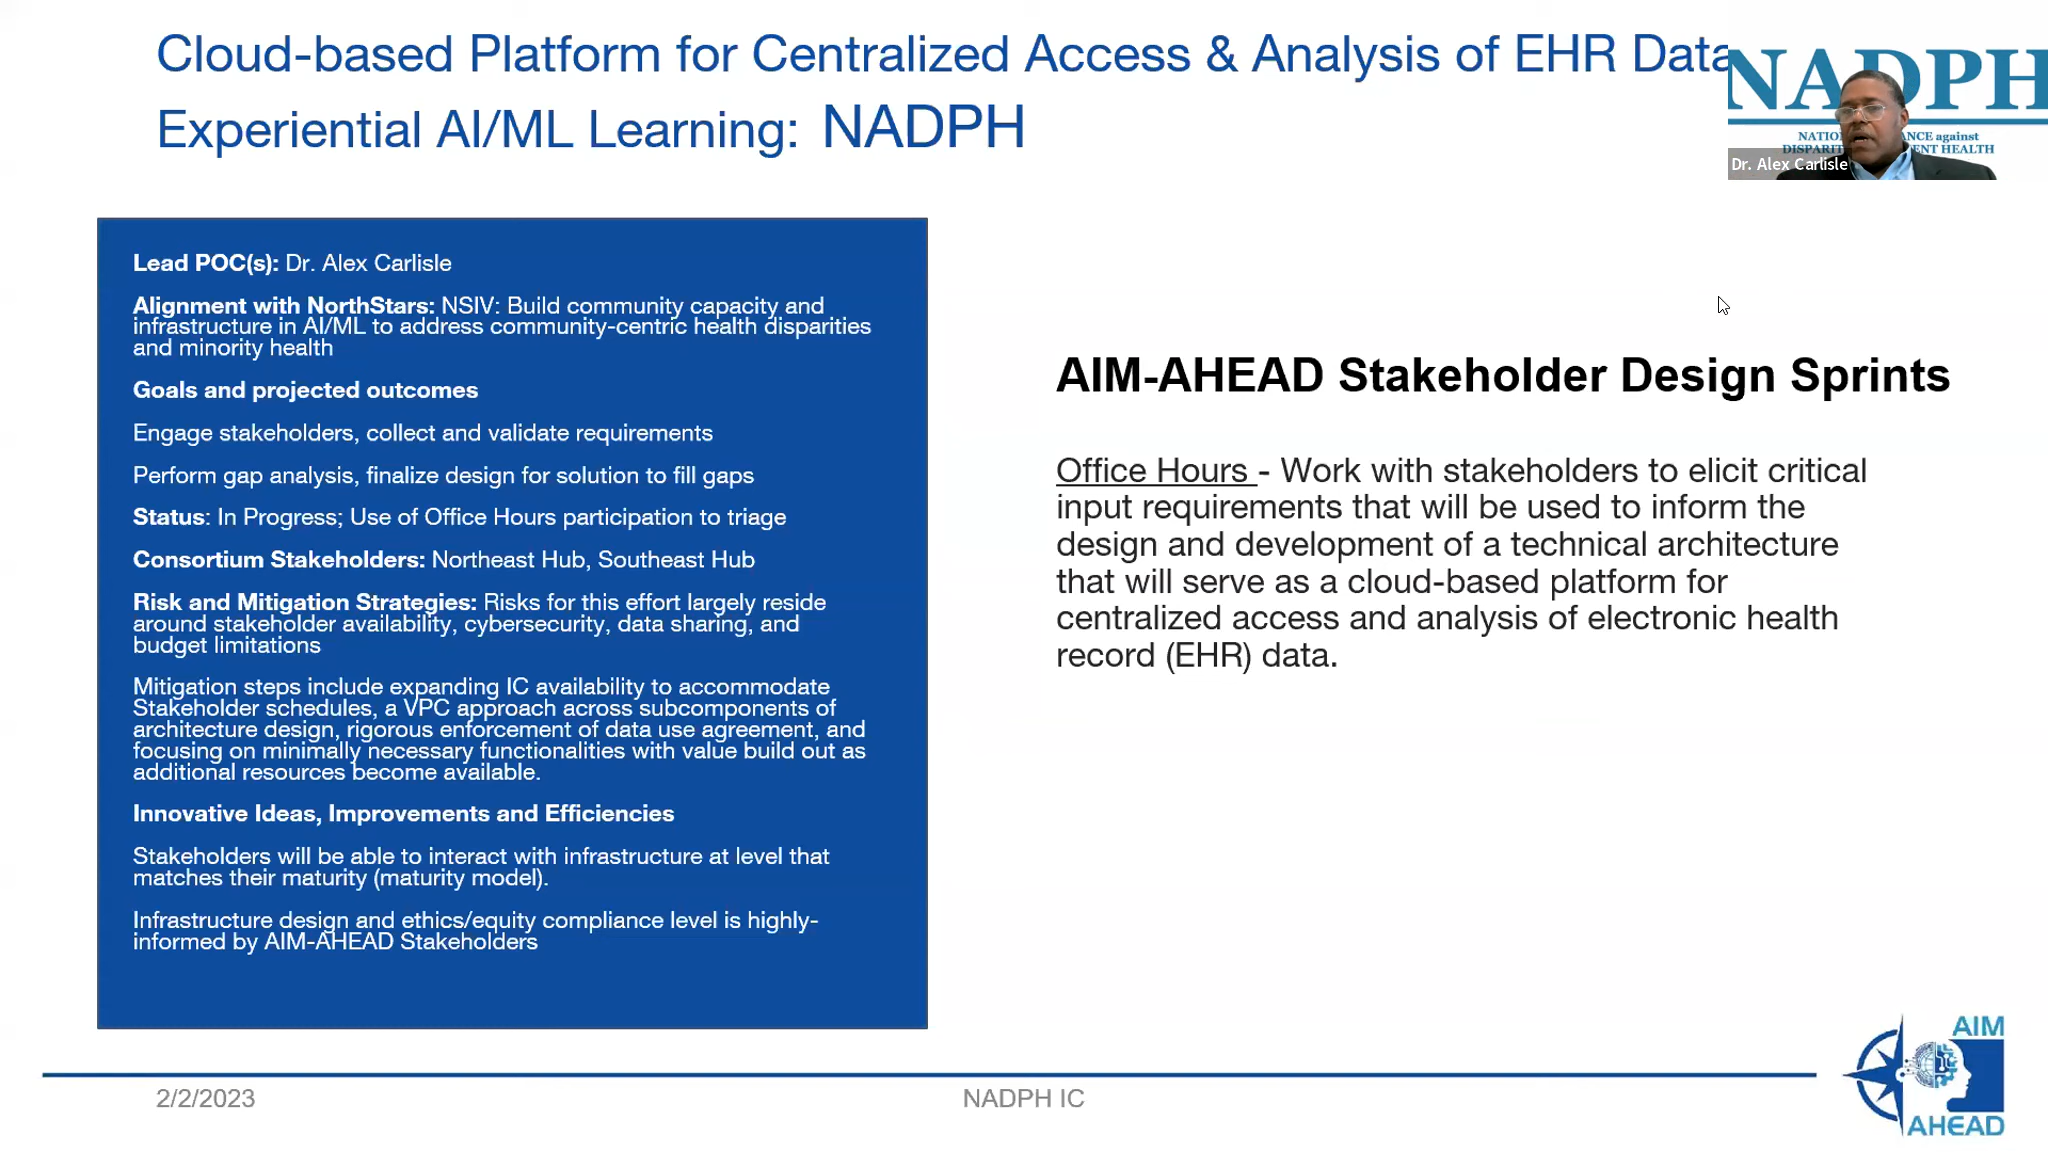 Cloud-based Platform for Centralized Access & Analysis of EHR Data
Experiential AI/ML Learning: NADPH
NADPH
Dr. Alex Carlisle
Lead POC(s): Dr. Alex Carlisle
Alignment with NorthStars: NSIV: Build community capacity and
infrastructure in AI/ML to address community-centric health disparities
and minority health
Goals and projected outcomes
Engage stakeholders, collect and validate requirements
Perform gap analysis, finalize design for solution to fill gaps
Status: In Progress; Use of Office Hours participation to triage
Consortium Stakeholders: Northeast Hub, Southeast Hub
Risk and Mitigation Strategies: Risks for this effort largely reside
around stakeholder availability, cybersecurity, data sharing, and
budget limitations
Mitigation steps include expanding IC availability to accommodate
Stakeholder schedules, a VPC approach across subcomponents of
architecture design, rigorous enforcement of data use agreement, and
focusing on minimally necessary functionalities with value build out as
additional resources become available.
Innovative Ideas, Improvements and Efficiencies
Stakeholders will be able to interact with infrastructure at level that
matches their maturity (maturity model).
Infrastructure design and ethics/equity compliance level is highly-
informed by AIM-AHEAD Stakeholders
AIM-AHEAD Stakeholder Design Sprints
Office Hours - Work with stakeholders to elicit critical
input requirements that will be used to inform the
design and development of a technical architecture
that will serve as a cloud-based platform for
centralized access and analysis of electronic health
record (EHR) data.
2/2/2023
NADPH IC
AIM
AHEAD